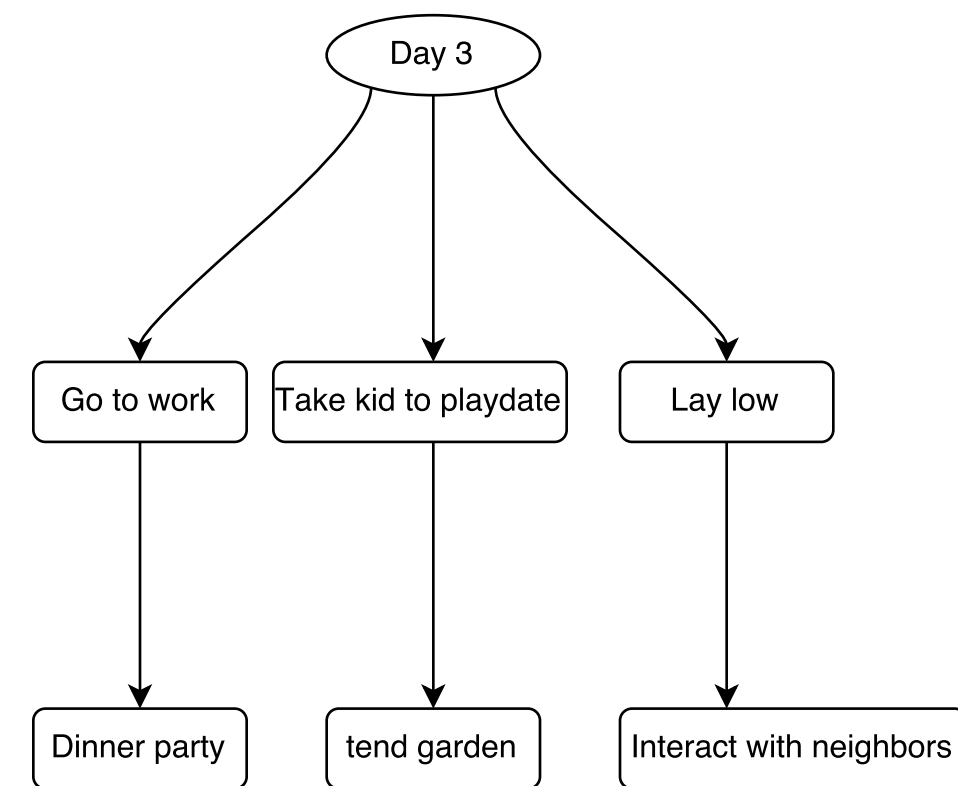 Day 3
Go to work
Take kid to playdate
Lay low
Dinner party
tend garden
Interact with neighbors